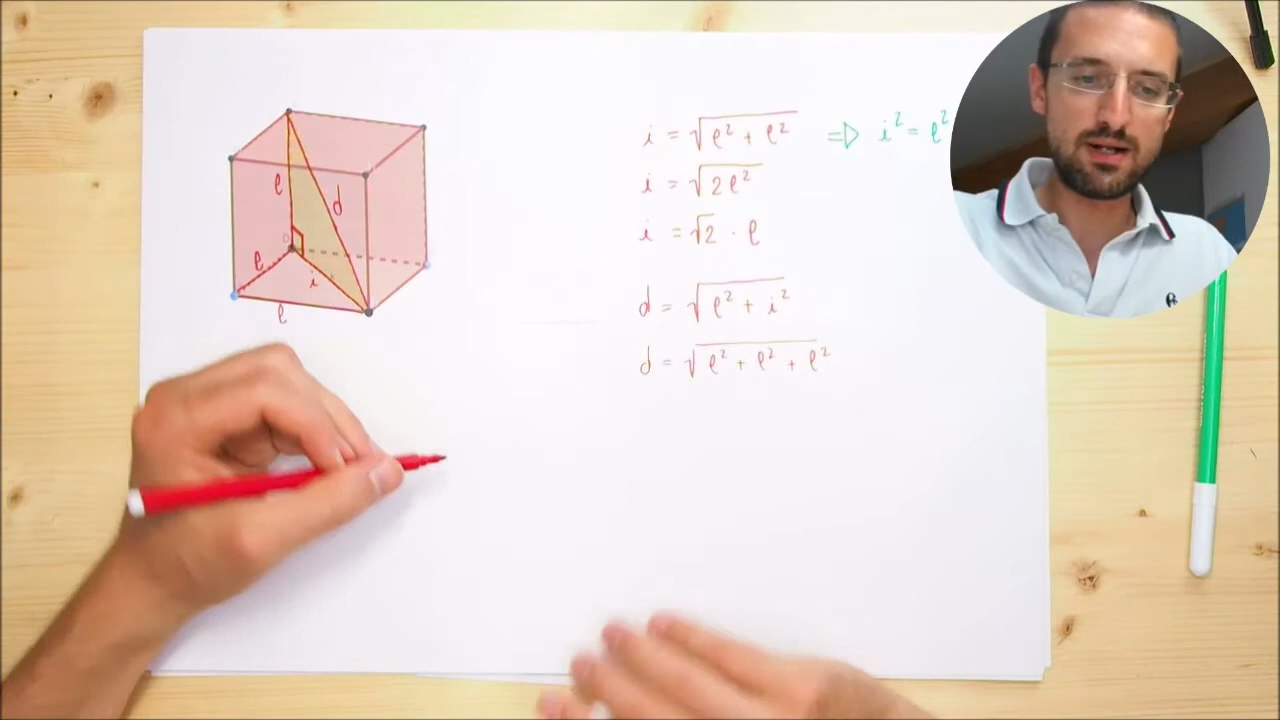 ℓ
d
ℓ
i
ℓ
i = √ℓ² + ℓ² ⇒ i² = ℓ²
i = √2ℓ²
i = √2 · ℓ
d = √ℓ² + i²
d = √ℓ² + ℓ² + ℓ²